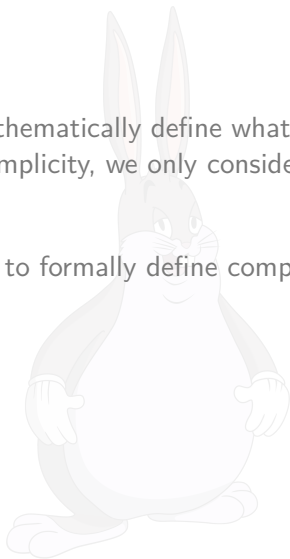 thematically define what
mplicity, we only conside
to formally define comp